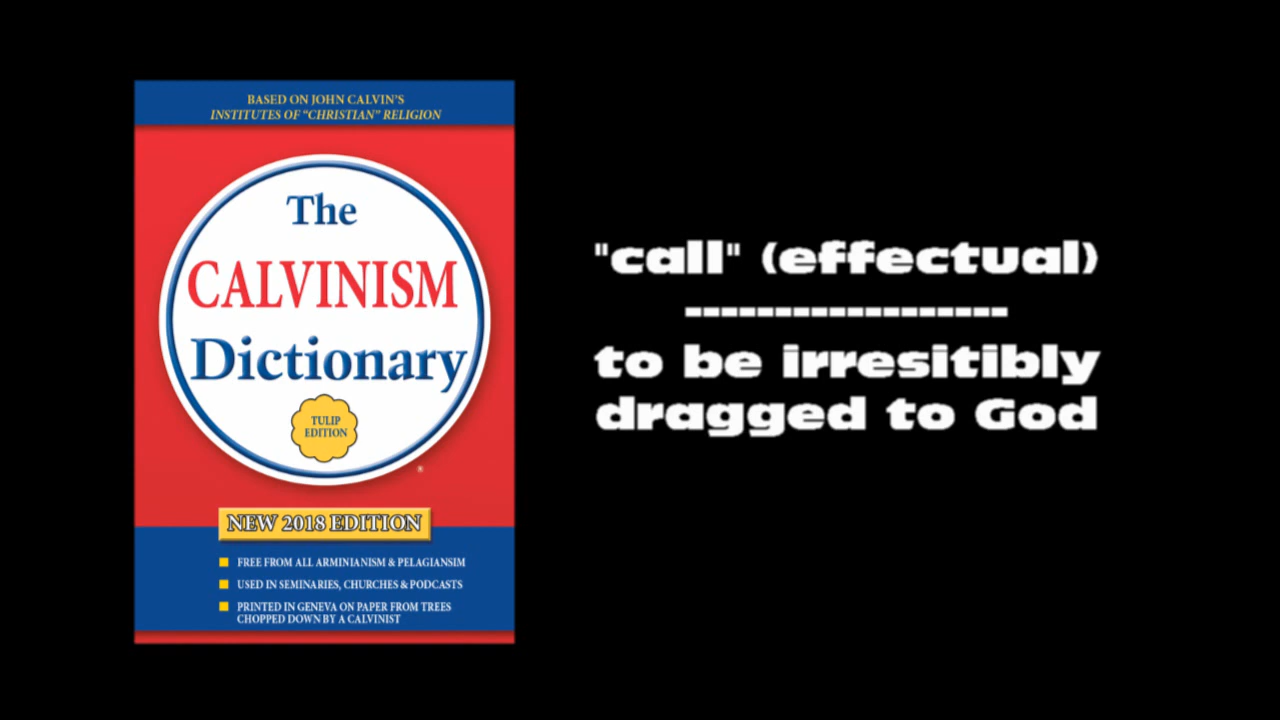 BASED ON JOHN CALVIN'S
INSTITUTES OF "CHRISTIAN" RELIGION
The
CALVINISM
Dictionary
TULIP
EDITION
®
NEW 2018 EDITION
FREE FROM ALL ARMINIANISM & PELAGIANSIM
USED IN SEMINARIES, CHURCHES & PODCASTS
PRINTED IN GENEVA ON PAPER FROM TREES
CHOPPED DOWN BY A CALVINIST
"call" (effectual)
------------------
to be irresitibly
dragged to God